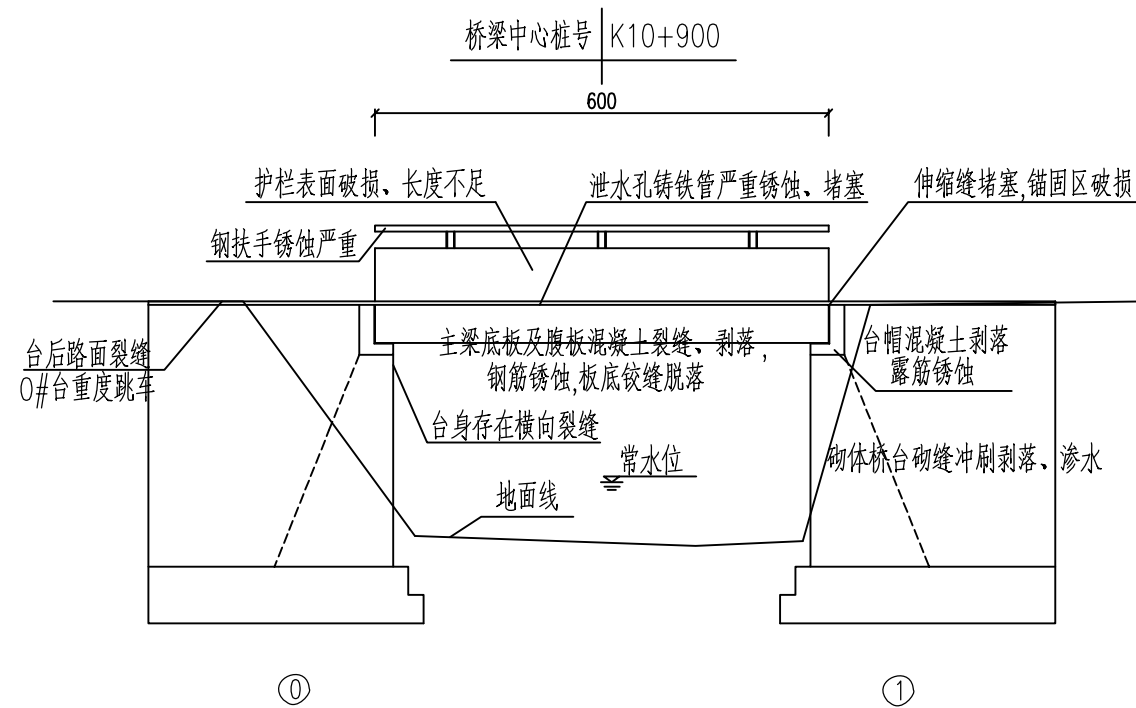 桥梁中心桩号 K10+900
600
护栏表面破损、长度不足
泄水孔铸铁管严重锈蚀、堵塞
伸缩缝堵塞,锚固区破损
钢扶手锈蚀严重
主梁底板及腹板混凝土裂缝、剥落,
钢筋锈蚀,板底铰缝脱落
台后路面裂缝
0#台重度跳车
台帽混凝土剥落
露筋锈蚀
台身存在横向裂缝
常水位
砌体桥台砌缝冲刷剥落、渗水
地面线
0
1